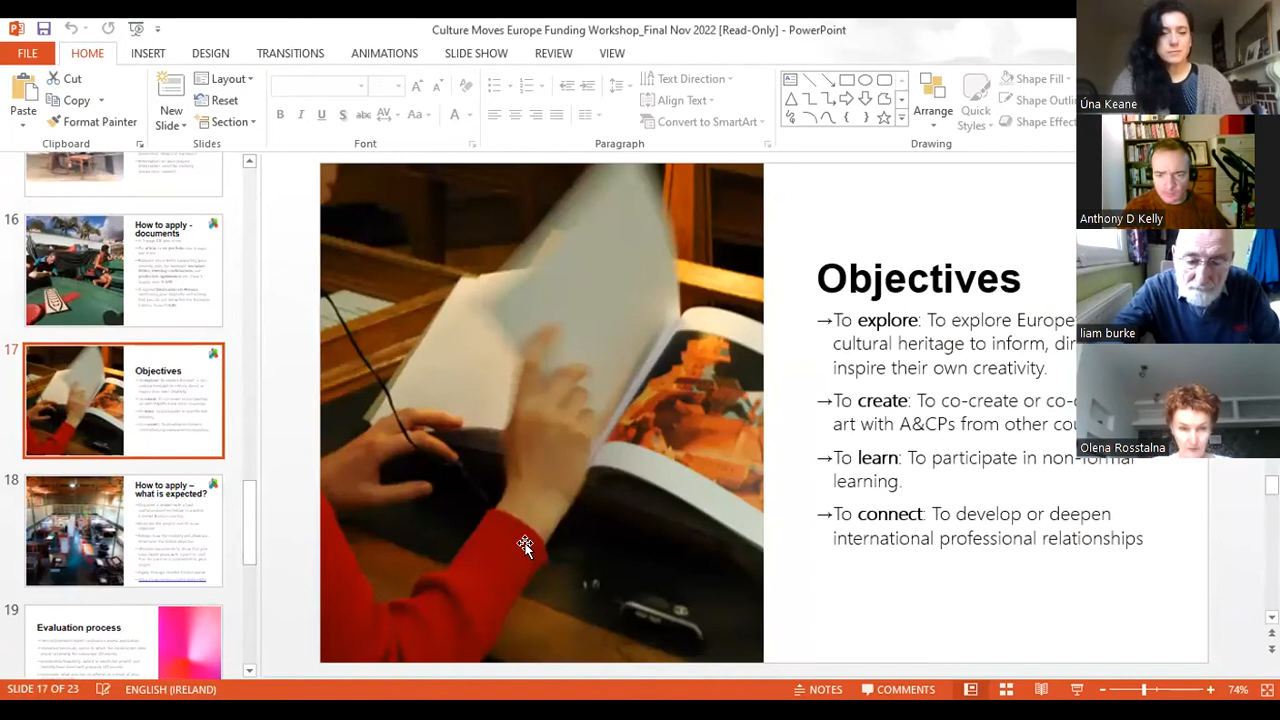 Culture Moves Europe Funding Workshop_Final Nov 2022 [Read-Only] - PowerPoint
FILE HOME INSERT DESIGN TRANSITIONS ANIMATIONS SLIDE SHOW REVIEW VIEW
Cut
Copy
Format Painter
Paste
Clipboard
New
Slide
Layout
Reset
Section
Slides
Font
Text Direction
Align Text
Convert to SmartArt
Paragraph
Arrange
Quick
Styles
Shape Fill
Shape Outli
Shape Effec
Drawing
Úna Keane
Anthony D Kelly
liam burke
Olena Rosstalna
16
How to apply -
documents
17
Objectives
18
How to apply –
what is expected?
19
Evaluation process
Objectives
→To explore: To explore Europe
cultural heritage to inform, dir
inspire their own creativity.
→To create: To co-create or co-
art with A&CPs from other cou
→To learn: To participate in non-formal
learning.
→To connect: To develop or deepen
international professional relationships
SLIDE 17 OF 23
ENGLISH (IRELAND)
NOTES
COMMENTS
74%